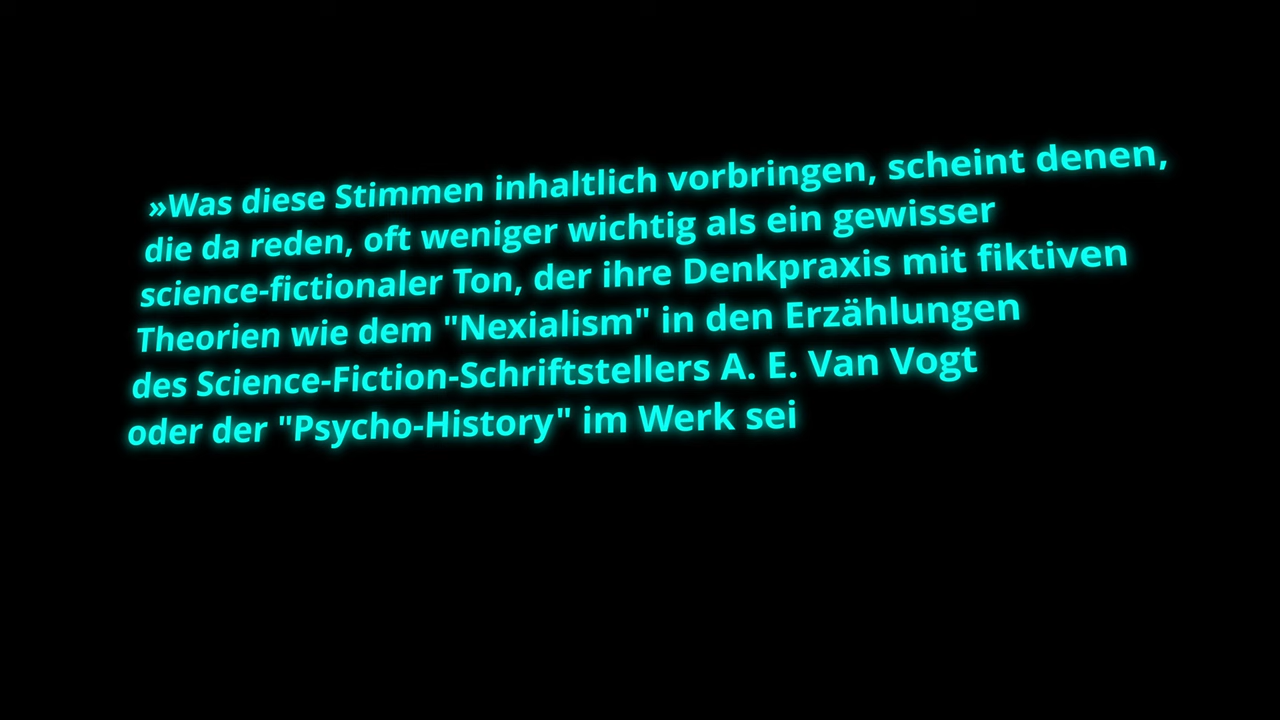 »Was diese Stimmen inhaltlich vorbringen, scheint denen,
die da reden, oft weniger wichtig als ein gewisser
science-fictionaler Ton, der ihre Denkpraxis mit fiktiven
Theorien wie dem "Nexialism" in den Erzählungen
des Science-Fiction-Schriftstellers A. E. Van Vogt
oder der "Psycho-History" im Werk sei